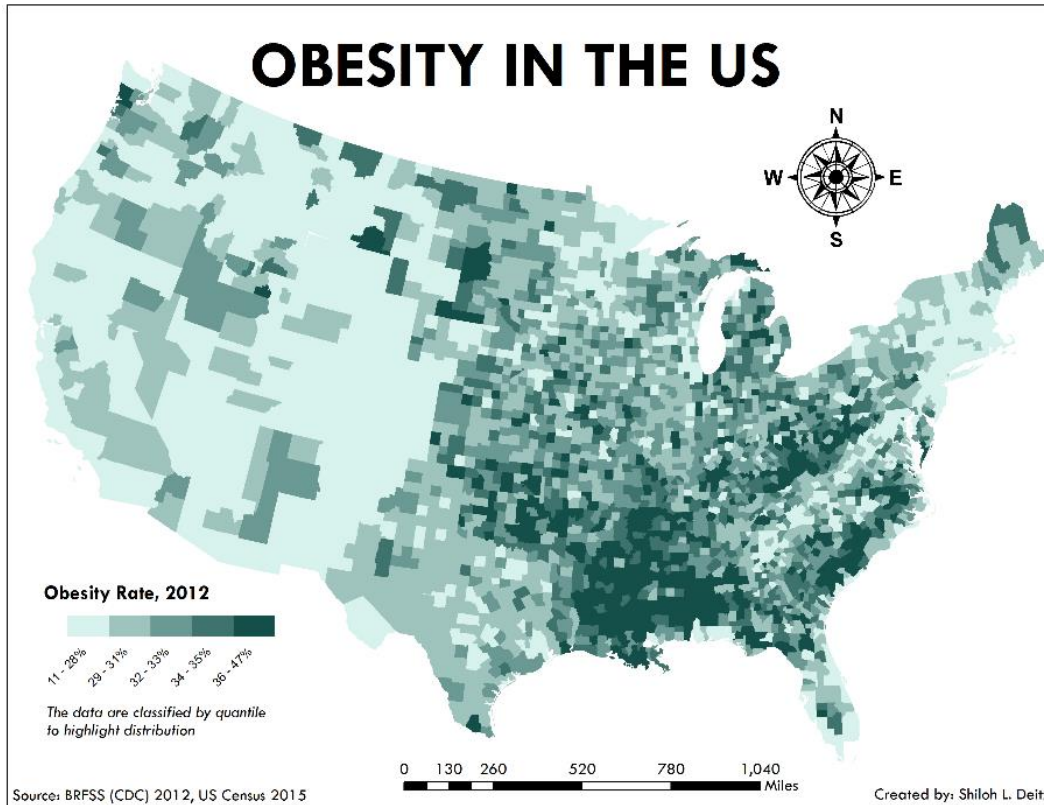 OBESITY IN THE US
N
W E
S
Obesity Rate, 2012
11 - 28%
29 - 31%
32 - 33%
34 - 35%
36 - 47%
The data are classified by quantile
to highlight distribution
0 130 260 520 780 1,040
Miles
Source: BRFSS (CDC) 2012, US Census 2015
Created by: Shiloh L. Deit